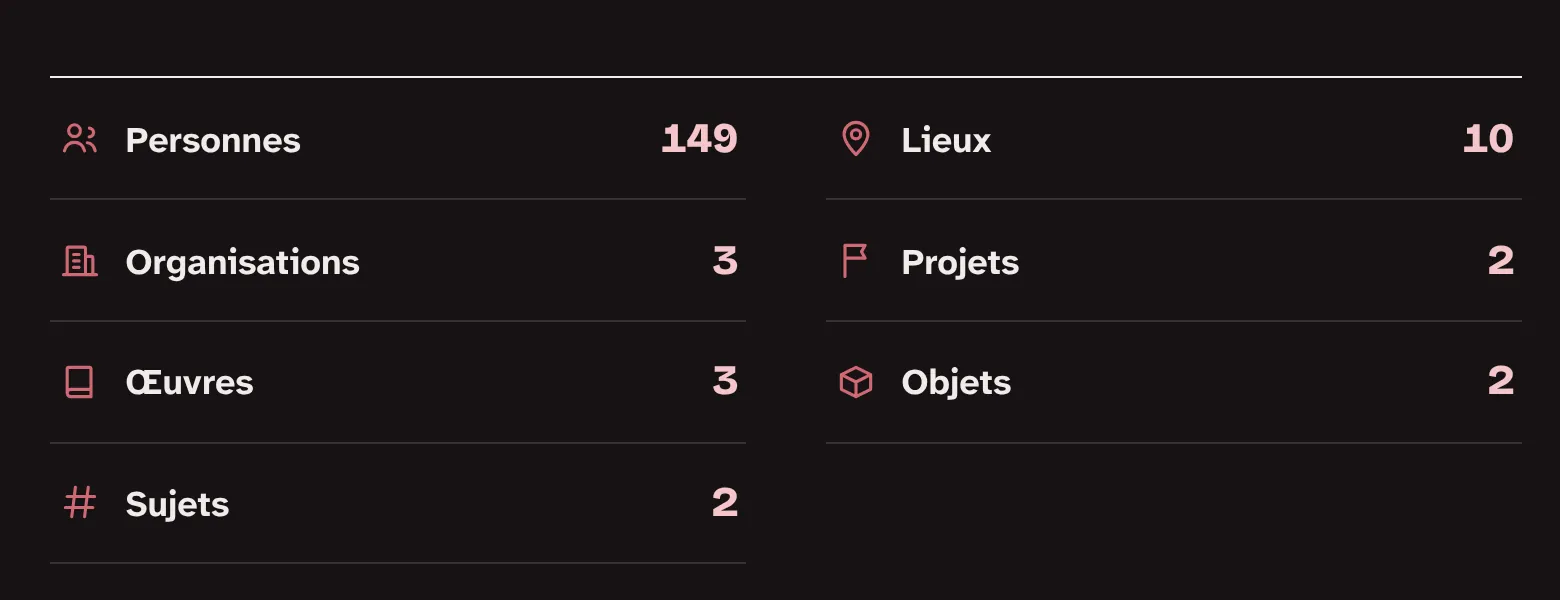 Personnes 149
Lieux 10
Organisations 3
Projets 2
Œuvres 3
Objets 2
Sujets 2